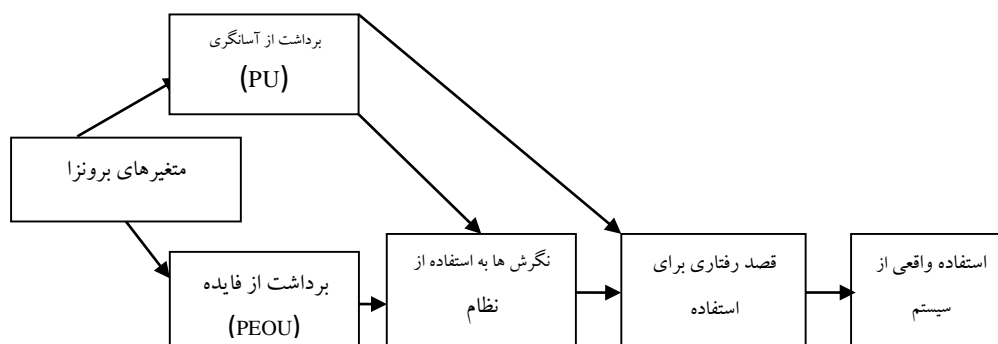 برداشت از آسانگری
(PU)
متغیرهای برونزا
برداشت از فایده
(PEOU)
نگرش ها به استفاده از
نظام
قصد رفتاری برای
استفاده
استفاده واقعی از
سیستم